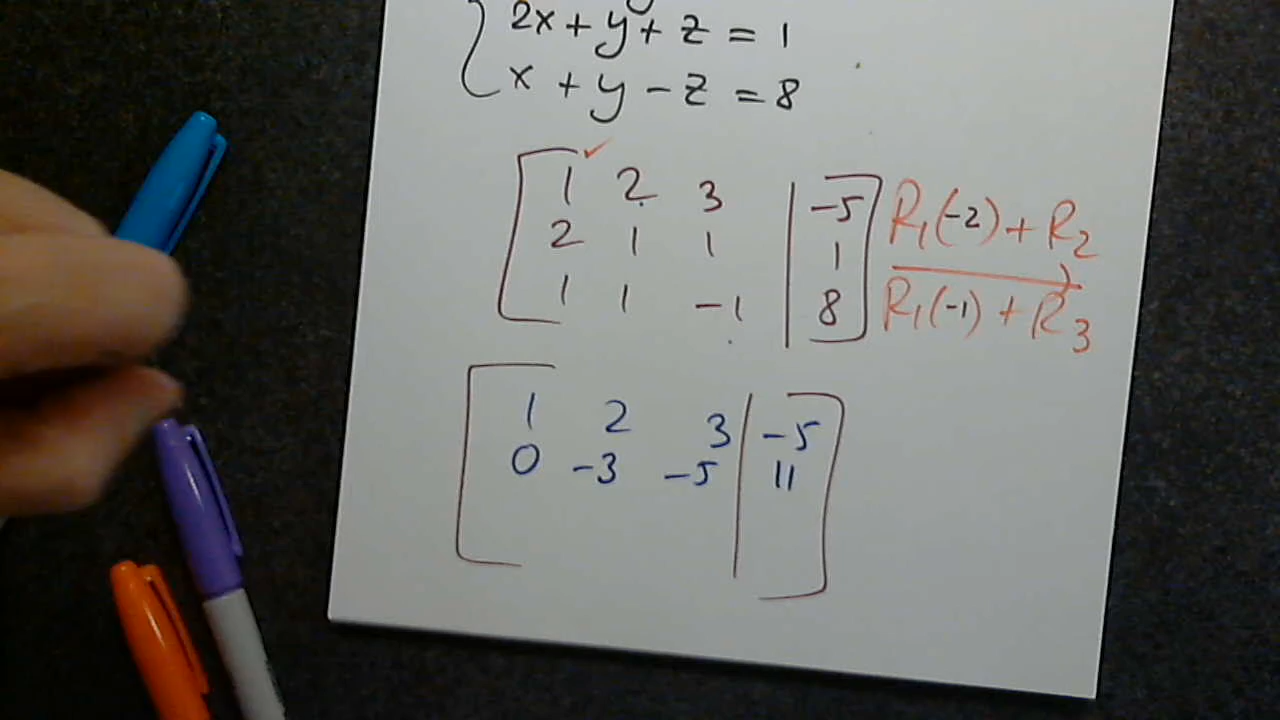 2x + y + z = 1
x + y - z = 8
1 2 3 | -5 R1(-2) + R2
2 1 1 | 1
1 1 -1 | 8 R1(-1) + R3
1 2 3 | -5
0 -3 -5 | 11